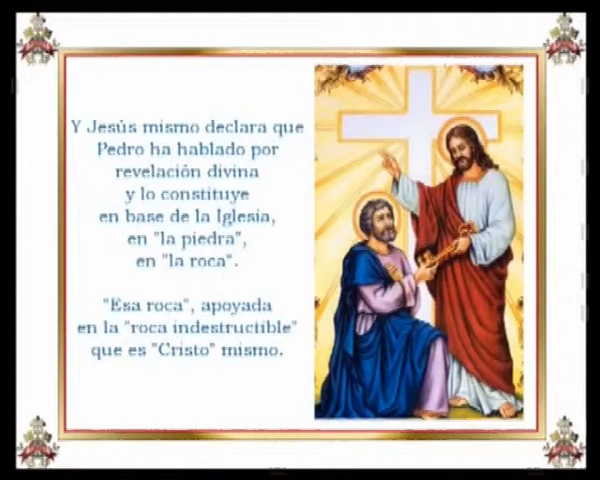 Y Jesús mismo declara que
Pedro ha hablado por
revelación divina
y lo constituye
en base de la Iglesia,
en "la piedra",
en "la roca".
"Esa roca", apoyada
en la "roca indestructible"
que es "Cristo" mismo.